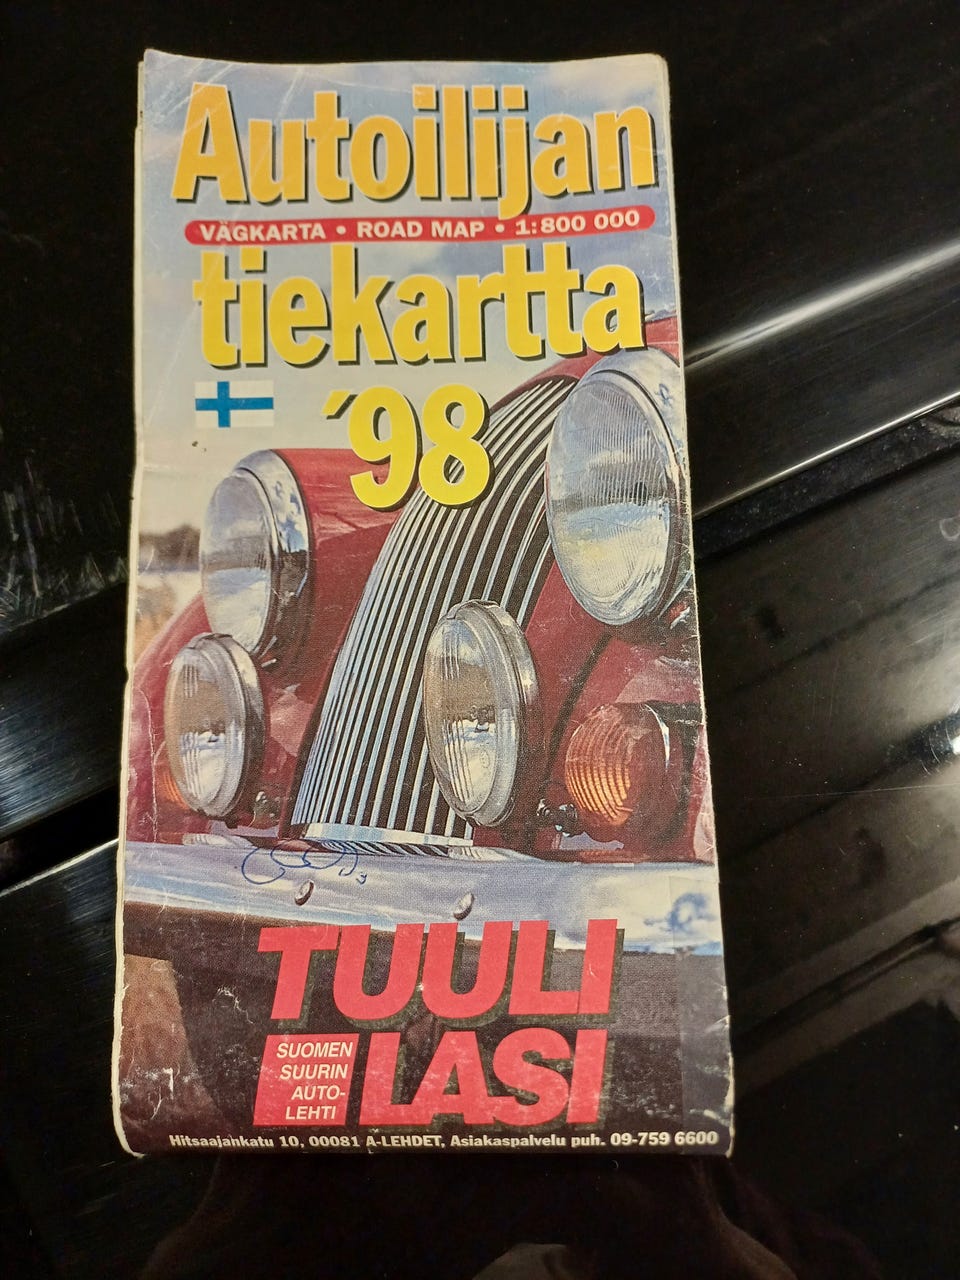 Autoilijan
VÄGKARTA • ROAD MAP • 1:800 000
tiekartta
'98
TUULI
LASI
SUOMEN
SUURIN
AUTO-
LEHTI
Hitsaajankatu 10, 00081 A-LEHDET, Asiakaspalvelu puh. 09-759 6600